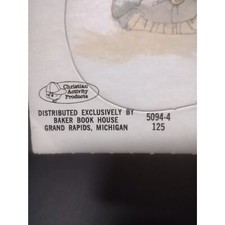 Christian
Activity
Products
DISTRIBUTED EXCLUSIVELY BY
BAKER BOOK HOUSE
GRAND RAPIDS, MICHIGAN
5094-4
125